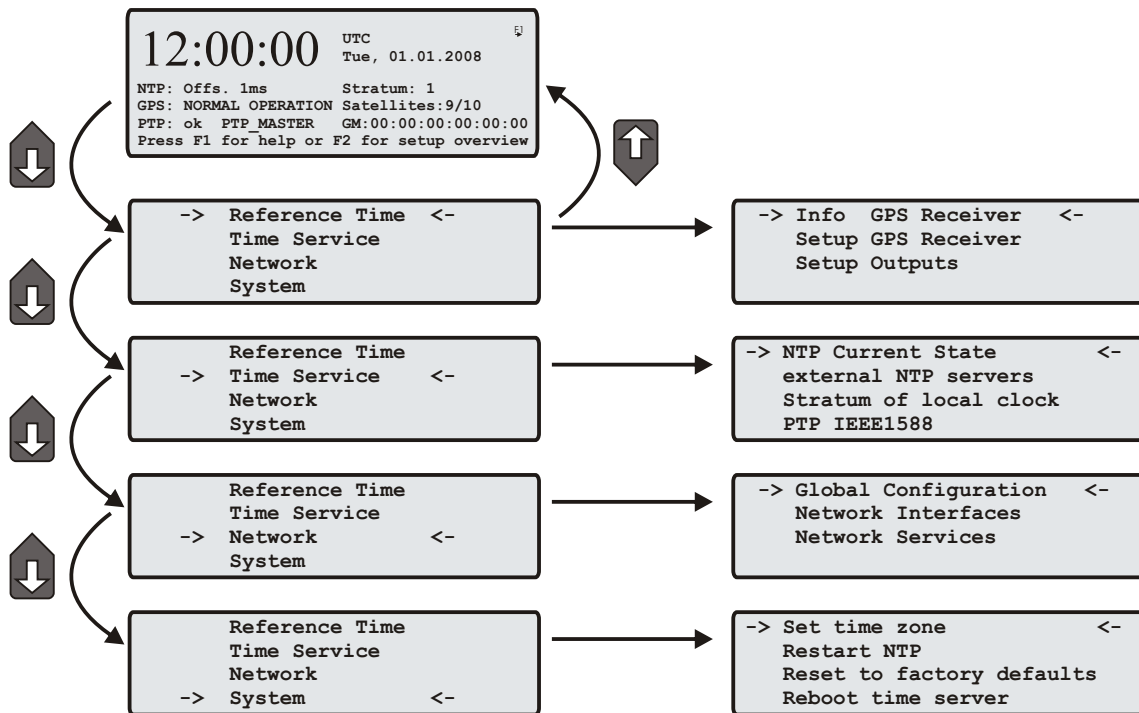 12:00:00 UTC
Tue, 01.01.2008
NTP: Offs. 1ms Stratum: 1
GPS: NORMAL OPERATION Satellites:9/10
PTP: ok PTP_MASTER GM:00:00:00:00:00:00
Press F1 for help or F2 for setup overview
-> Reference Time <-
Time Service
Network
System
-> Info GPS Receiver <-
Setup GPS Receiver
Setup Outputs
Reference Time
-> Time Service <-
Network
System
-> NTP Current State <-
external NTP servers
Stratum of local clock
PTP IEEE1588
Reference Time
Time Service
-> Network <-
System
-> Global Configuration <-
Network Interfaces
Network Services
Reference Time
Time Service
Network
-> System <-
-> Set time zone <-
Restart NTP
Reset to factory defaults
Reboot time server